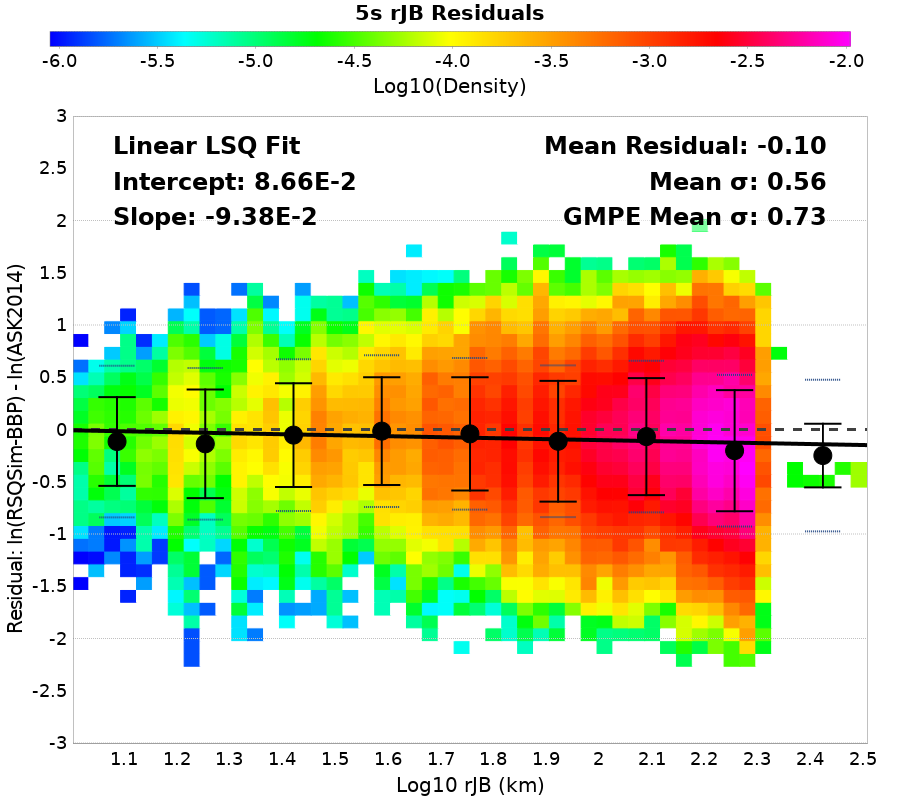 5s rJB Residuals
-6.0 -5.5 -5.0 -4.5 -4.0 -3.5 -3.0 -2.5 -2.0
Log10(Density)
Linear LSQ Fit
Intercept: 8.66E-2
Slope: -9.38E-2
Mean Residual: -0.10
Mean σ: 0.56
GMPE Mean σ: 0.73
Residual: ln(RSQSim-BBP) - ln(ASK2014)
3
2.5
2
1.5
1
0.5
0
-0.5
-1
-1.5
-2
-2.5
-3
1.1 1.2 1.3 1.4 1.5 1.6 1.7 1.8 1.9 2 2.1 2.2 2.3 2.4 2.5
Log10 rJB (km)